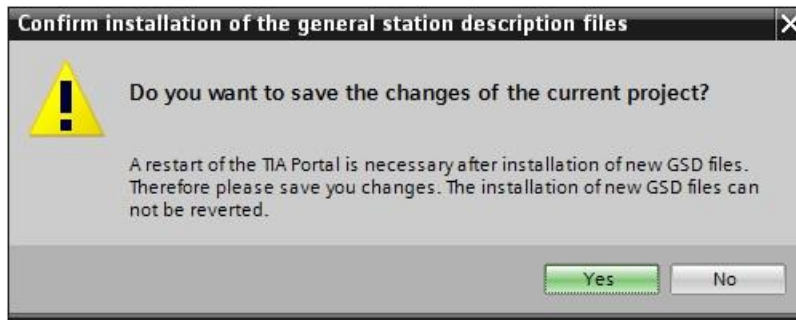 Confirm installation of the general station description files
Do you want to save the changes of the current project?
A restart of the TIA Portal is necessary after installation of new GSD files.
Therefore please save you changes. The installation of new GSD files can
not be reverted.
Yes
No